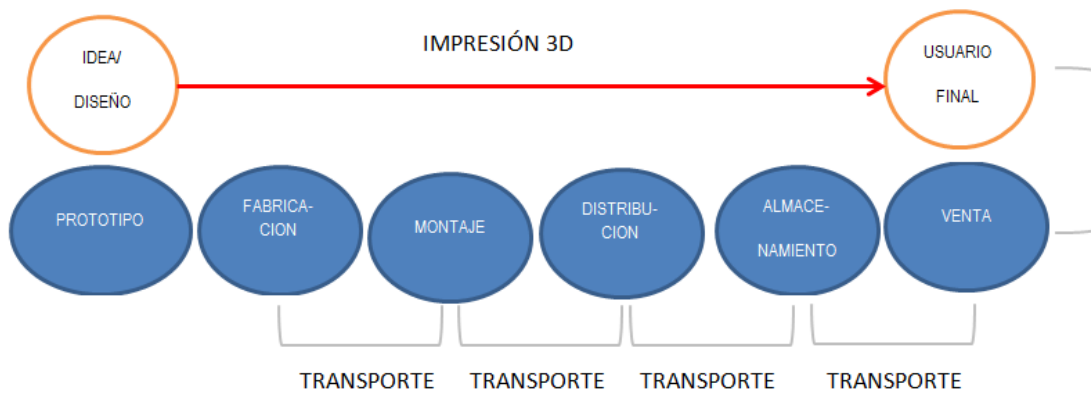 IMPRESIÓN 3D
IDEA/
DISEÑO
USUARIO
FINAL
PROTOTIPO
FABRICA-
CION
MONTAJE
DISTRIBU-
CION
ALMACE-
NAMIENTO
VENTA
TRANSPORTE
TRANSPORTE
TRANSPORTE
TRANSPORTE